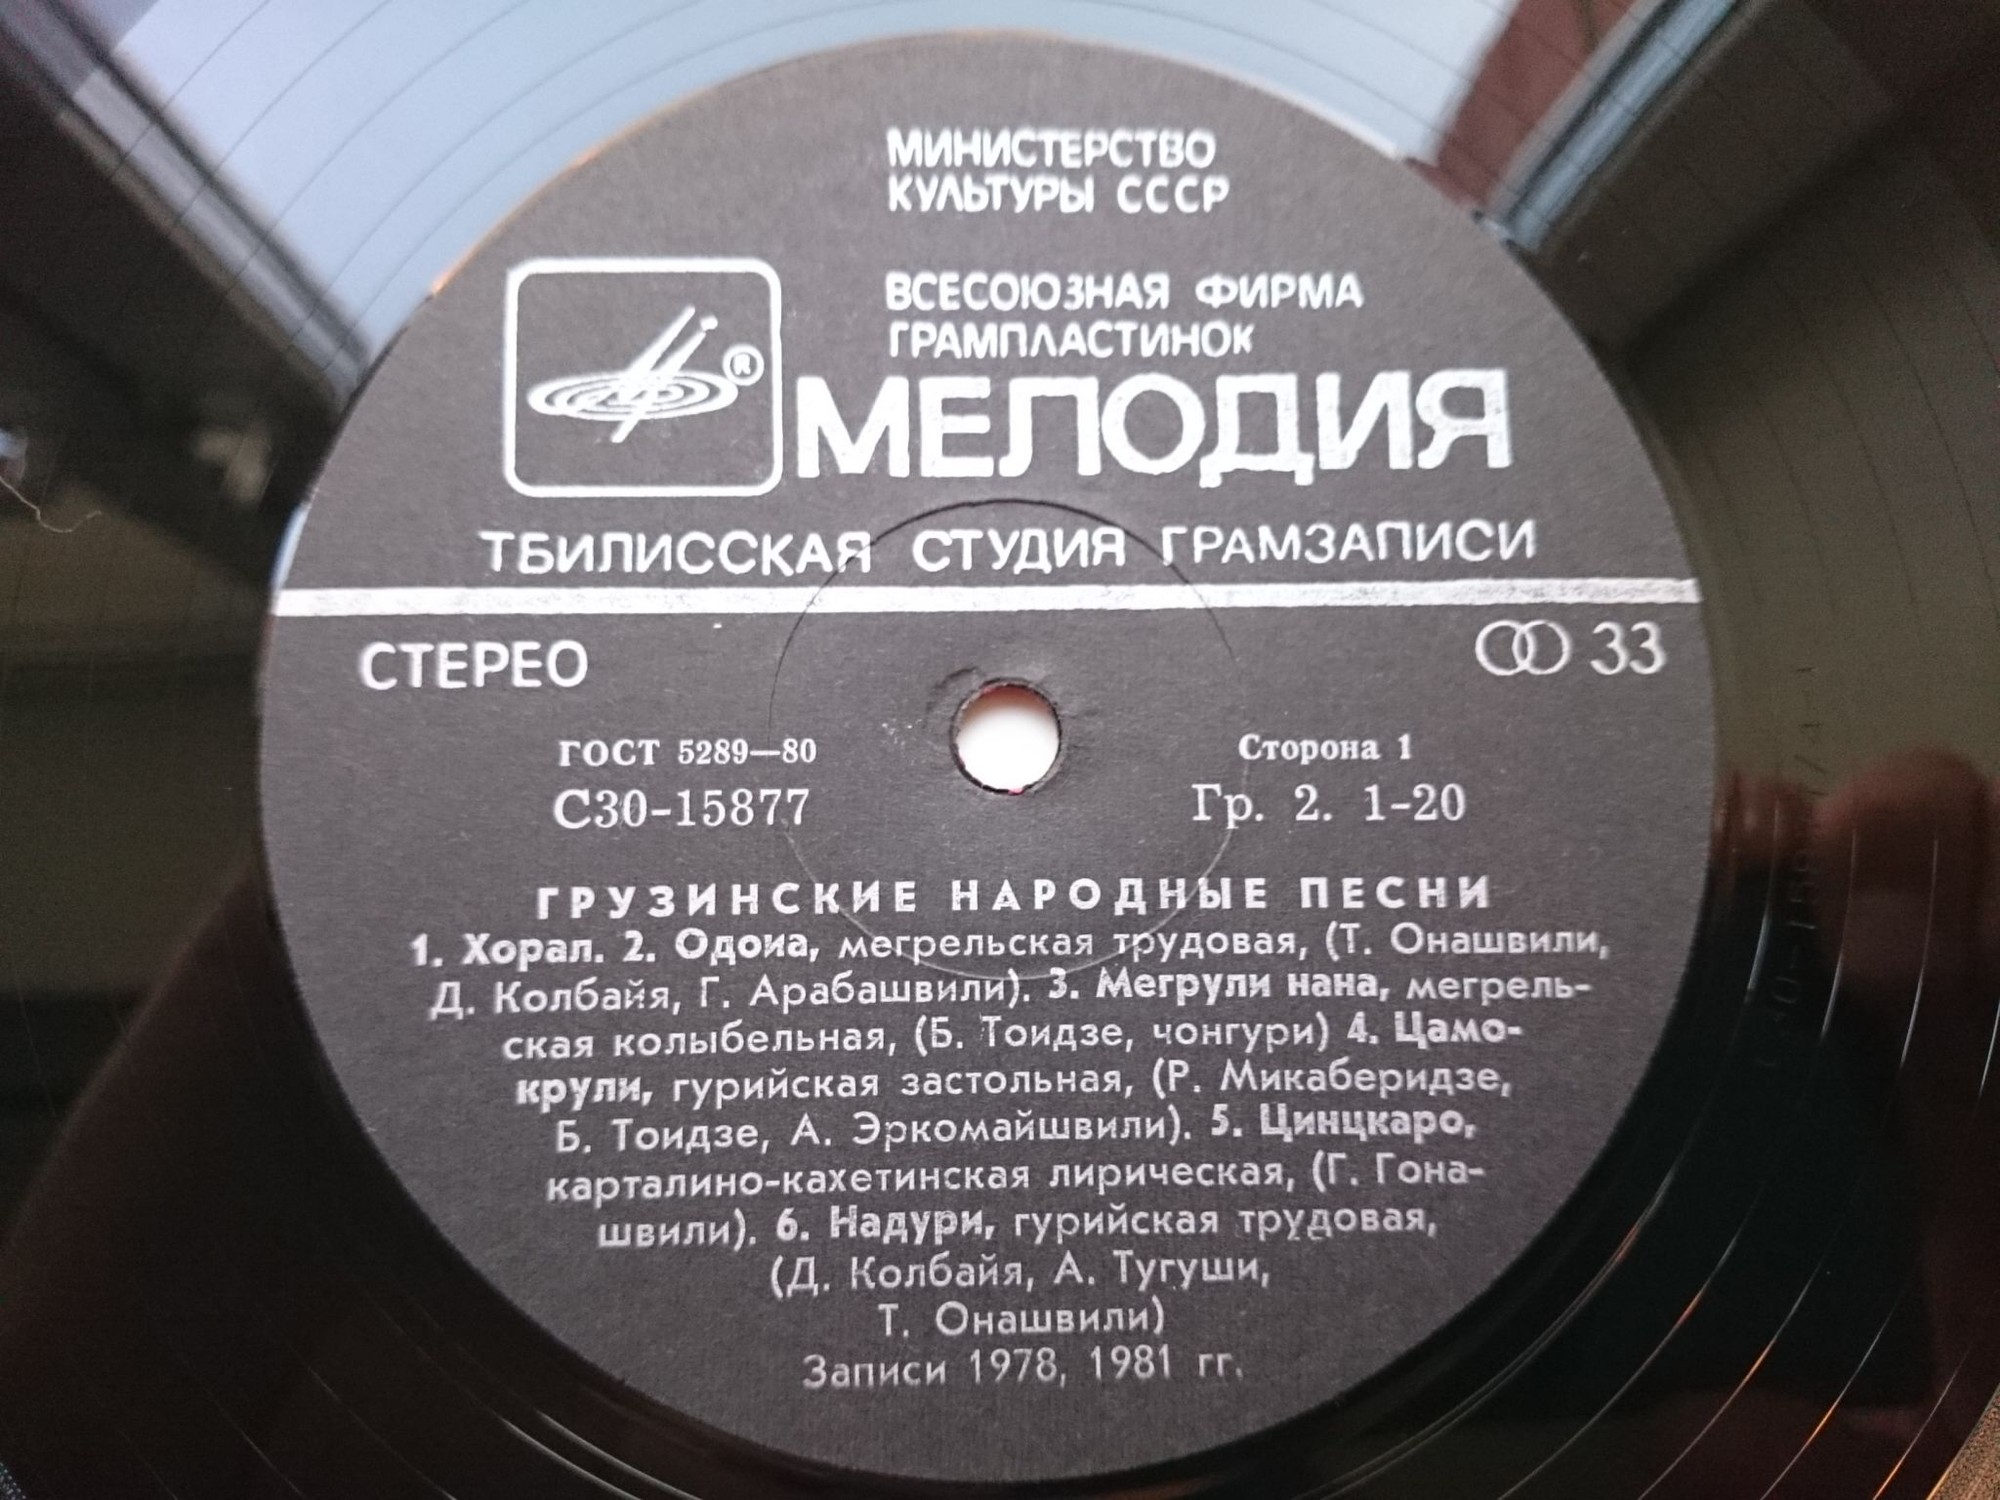 МИНИСТЕРСТВО
КУЛЬТУРЫ СССР
ВСЕСОЮЗНАЯ ФИРМА
ГРАМПЛАСТИНОК
®
МЕЛОДИЯ
ТБИЛИССКАЯ СТУДИЯ ГРАМЗАПИСИ
СТЕРЕО
33
ГОСТ 5289—80
Сторона 1
С30-15877
Гр. 2. 1-20
ГРУЗИНСКИЕ НАРОДНЫЕ ПЕСНИ
1. Хорал. 2. Одоиа, мегрельская трудовая, (Т. Онашвили,
Д. Колбайя, Г. Арабашвили). 3. Мегрули нана, мегрель-
ская колыбельная, (Б. Тоидзе, чонгури) 4. Цамо-
крули, гурийская застольная, (Р. Микаберидзе,
Б. Тоидзе, А. Эркомайшвили). 5. Цинцкаро,
карталино-кахетинская лирическая, (Г. Гона-
швили). 6. Надури, гурийская трудовая,
(Д. Колбайя, А. Тугуши,
Т. Онашвили)
Записи 1978, 1981 гг.